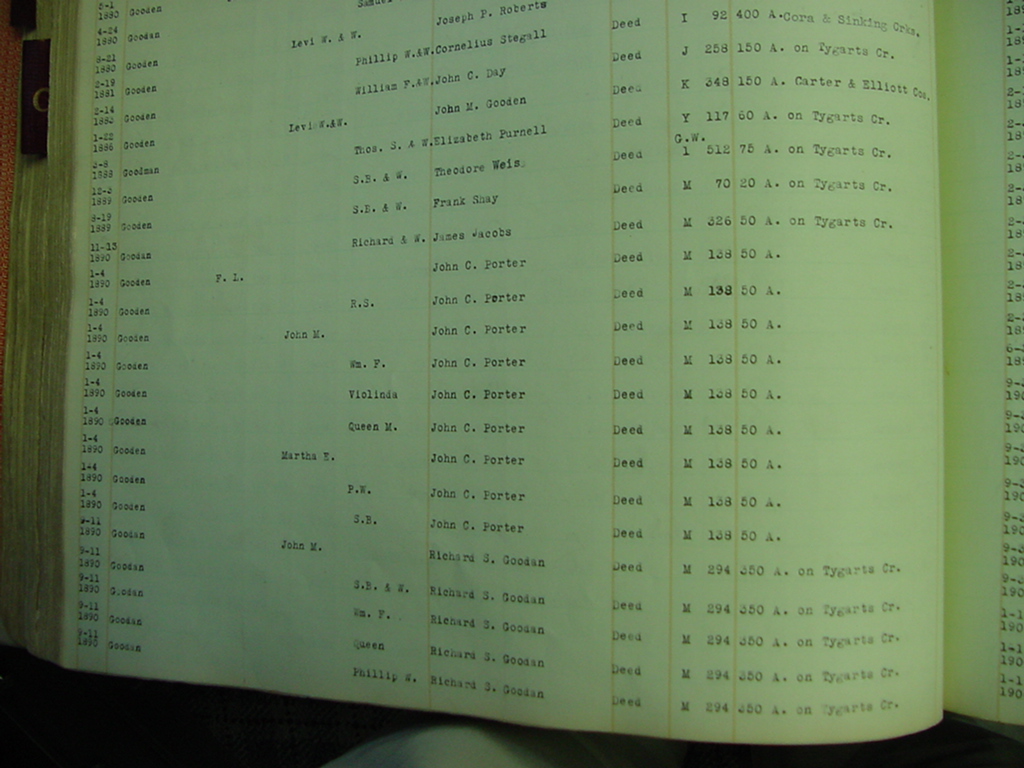 5-1
1880 Gooden
4-24
1880 Goodan Samuel
8-21
1880 Gooden Levi W. & W. Joseph P. Roberts Deed
2-19
1881 Gooden Phillip W.&W. Cornelius Stegall Deed I 92 400 A. Cora & Sinking Crks.
2-14
1883 Gooden William F.&W. John C. Day Deed J 258 150 A. on Tygarts Cr.
1-22
1886 Gooden Levi W.&W. John M. Gooden Deed K 348 150 A. Carter & Elliott Cos.
3-8
1888 Goodman Thos. S. & W. Elizabeth Purnell Deed Y 117 60 A. on Tygarts Cr.
G.W.
12-3
1889 Gooden S.B. & W. Theodore Weis Deed 1 512 75 A. on Tygarts Cr.
8-19
1889 Gooden S.B. & W. Frank Shay Deed M 70 20 A. on Tygarts Cr.
11-13
1890 Goodan Richard & W. James Jacobs Deed M 326 50 A. on Tygarts Cr.
1-4
1890 Gooden F. L. John C. Porter Deed M 138 50 A.
1-4
1890 Gooden R.S. John C. Porter Deed M 138 50 A.
1-4
1890 Gooden John M. John C. Porter Deed M 138 50 A.
1-4
1890 Gooden Wm. F. John C. Porter Deed M 138 50 A.
1-4
1890 Gooden Violinda John C. Porter Deed M 138 50 A.
1-4
1890 Gooden Queen M. John C. Porter Deed M 138 50 A.
1-4
1890 Gooden Martha E. John C. Porter Deed M 138 50 A.
1-4
1890 Gooden P.W. John C. Porter Deed M 138 50 A.
1-4
1890 Gooden S.B. John C. Porter Deed M 138 50 A.
9-11
1890 Goodan John M. Richard S. Goodan Deed M 294 350 A. on Tygarts Cr.
9-11
1890 Goodan S.B. & W. Richard S. Goodan Deed M 294 350 A. on Tygarts Cr.
9-11
1890 Goodan Wm. F. Richard S. Goodan Deed M 294 350 A. on Tygarts Cr.
9-11
1890 Goodan Queen Richard S. Goodan Deed M 294 350 A. on Tygarts Cr.
9-11
1890 Goodan Phillip W. Richard S. Goodan Deed M 294 350 A. on Tygarts Cr.